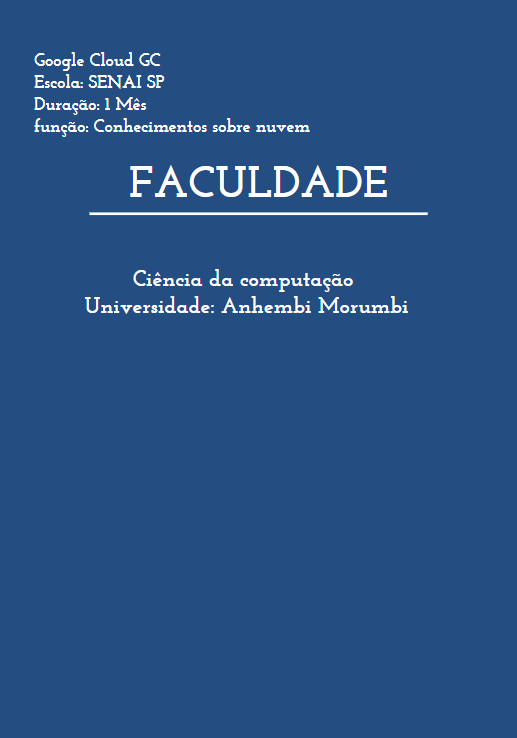 Google Cloud GC
Escola: SENAI SP
Duração: 1 Mês
função: Conhecimentos sobre nuvem
FACULDADE
Ciência da computação
Universidade: Anhembi Morumbi